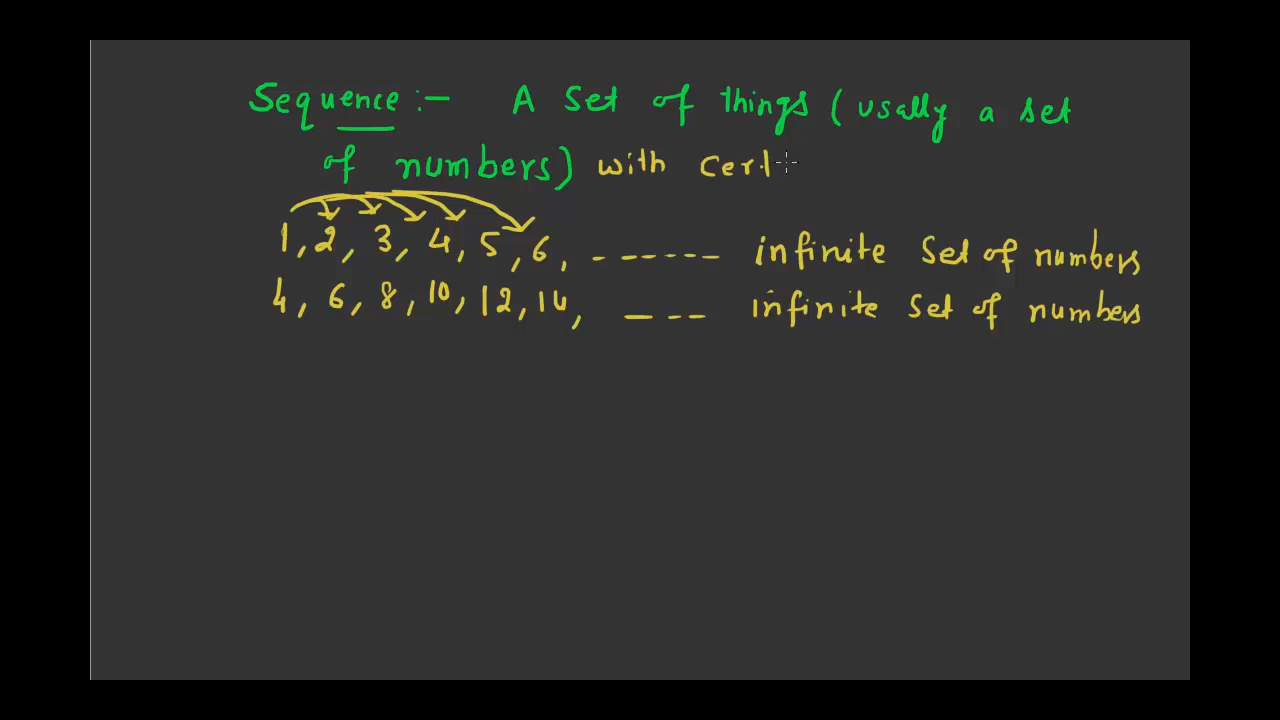 Sequence :- A set of things (usally a set
of numbers) with cert
1, 2, 3, 4, 5, 6, ------- infinite set of numbers
4, 6, 8, 10, 12, 14, --- infinite set of numbers